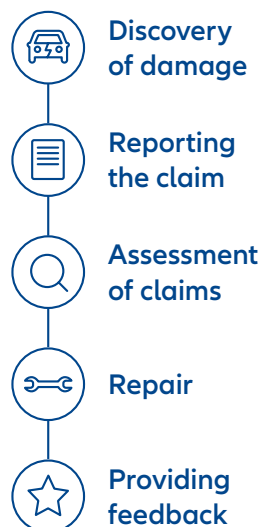 Discovery
of damage
Reporting
the claim
Assessment
of claims
Repair
Providing
feedback